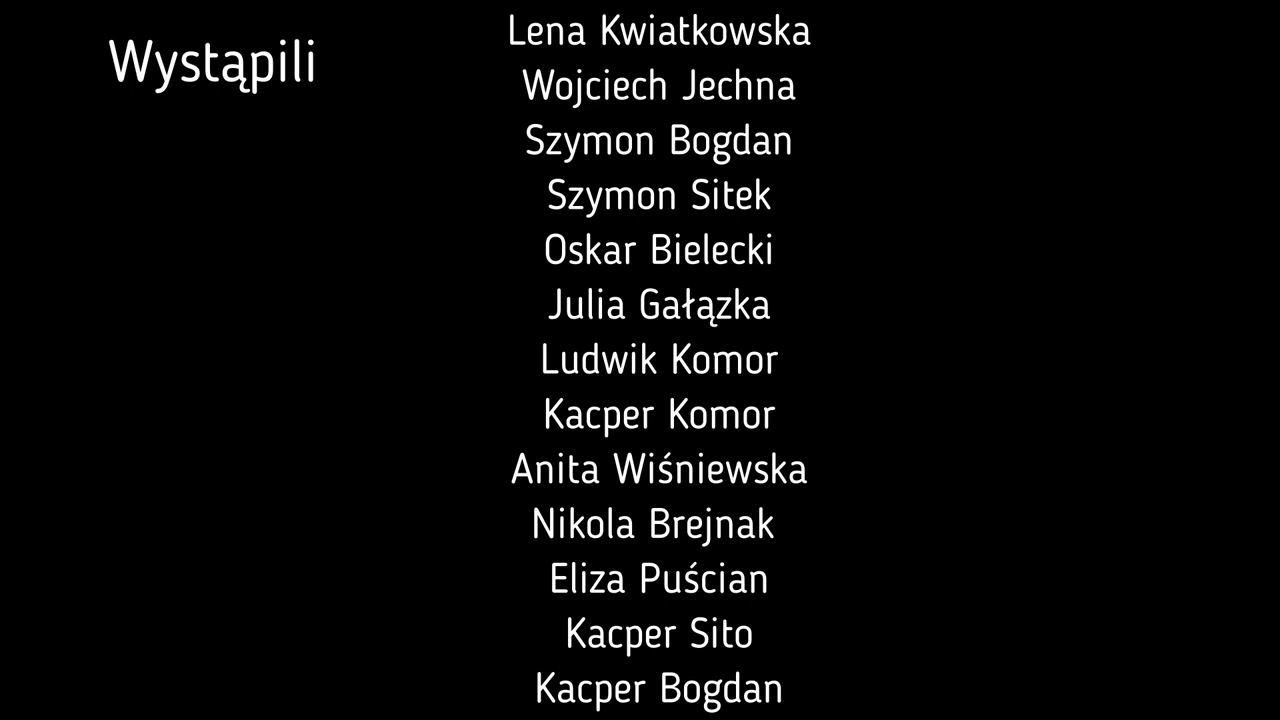 Wystąpili
Lena Kwiatkowska
Wojciech Jechna
Szymon Bogdan
Szymon Sitek
Oskar Bielecki
Julia Gałązka
Ludwik Komor
Kacper Komor
Anita Wiśniewska
Nikola Brejnak
Eliza Puścian
Kacper Sito
Kacper Bogdan